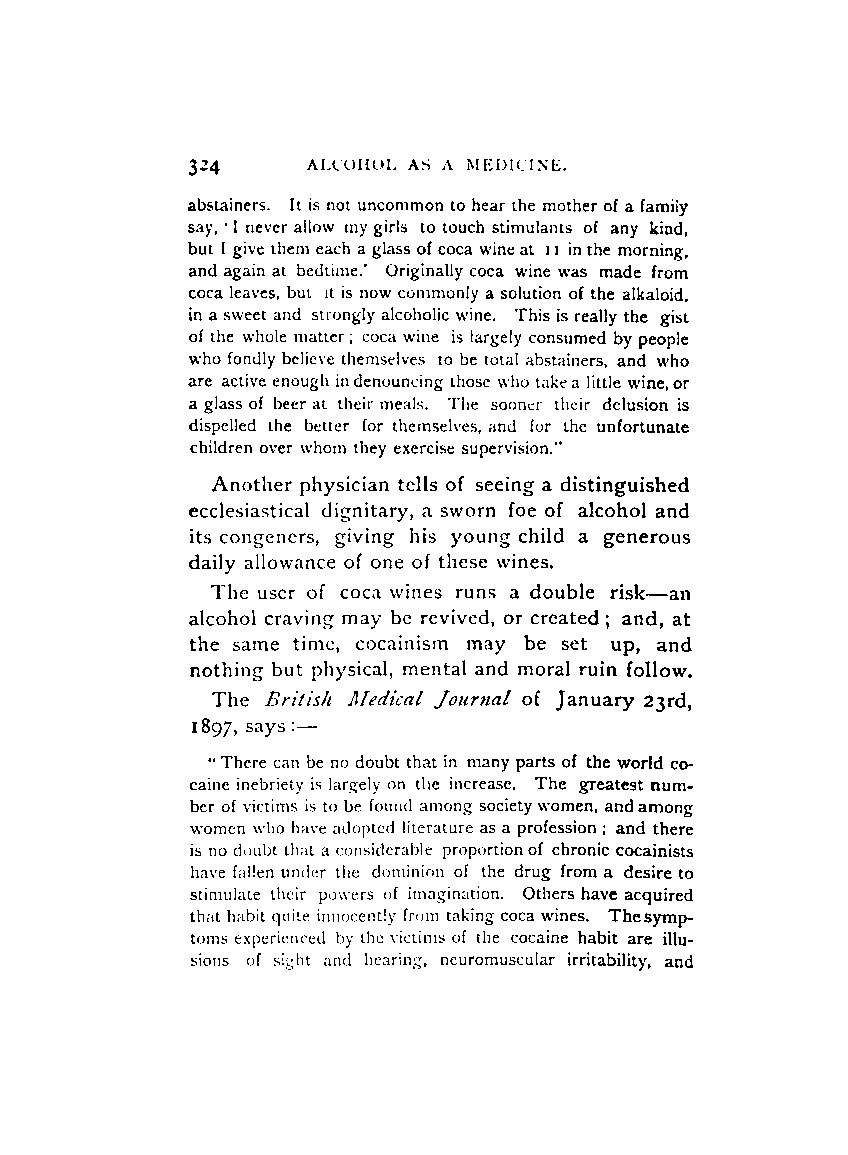 324 ALCOHOL AS A MEDICINE.
abstainers. It is not uncommon to hear the mother of a family
say, ‘I never allow my girls to touch stimulants of any kind,
but I give them each a glass of coca wine at 11 in the morning,
and again at bedtime.’ Originally coca wine was made from
coca leaves, but it is now commonly a solution of the alkaloid,
in a sweet and strongly alcoholic wine. This is really the gist
of the whole matter; coca wine is largely consumed by people
who fondly believe themselves to be total abstainers, and who
are active enough in denouncing those who take a little wine, or
a glass of beer at their meals. The sooner their delusion is
dispelled the better for themselves, and for the unfortunate
children over whom they exercise supervision.”
Another physician tells of seeing a distinguished
ecclesiastical dignitary, a sworn foe of alcohol and
its congeners, giving his young child a generous
daily allowance of one of these wines.
The user of coca wines runs a double risk—an
alcohol craving may be revived, or created; and, at
the same time, cocainism may be set up, and
nothing but physical, mental and moral ruin follow.
The British Medical Journal of January 23rd,
1897, says:—
“There can be no doubt that in many parts of the world co-
caine inebriety is largely on the increase. The greatest num-
ber of victims is to be found among society women, and among
women who have adopted literature as a profession; and there
is no doubt that a considerable proportion of chronic cocainists
have fallen under the dominion of the drug from a desire to
stimulate their powers of imagination. Others have acquired
that habit quite innocently from taking coca wines. The symp-
toms experienced by the victims of the cocaine habit are illu-
sions of sight and hearing, neuromuscular irritability, and